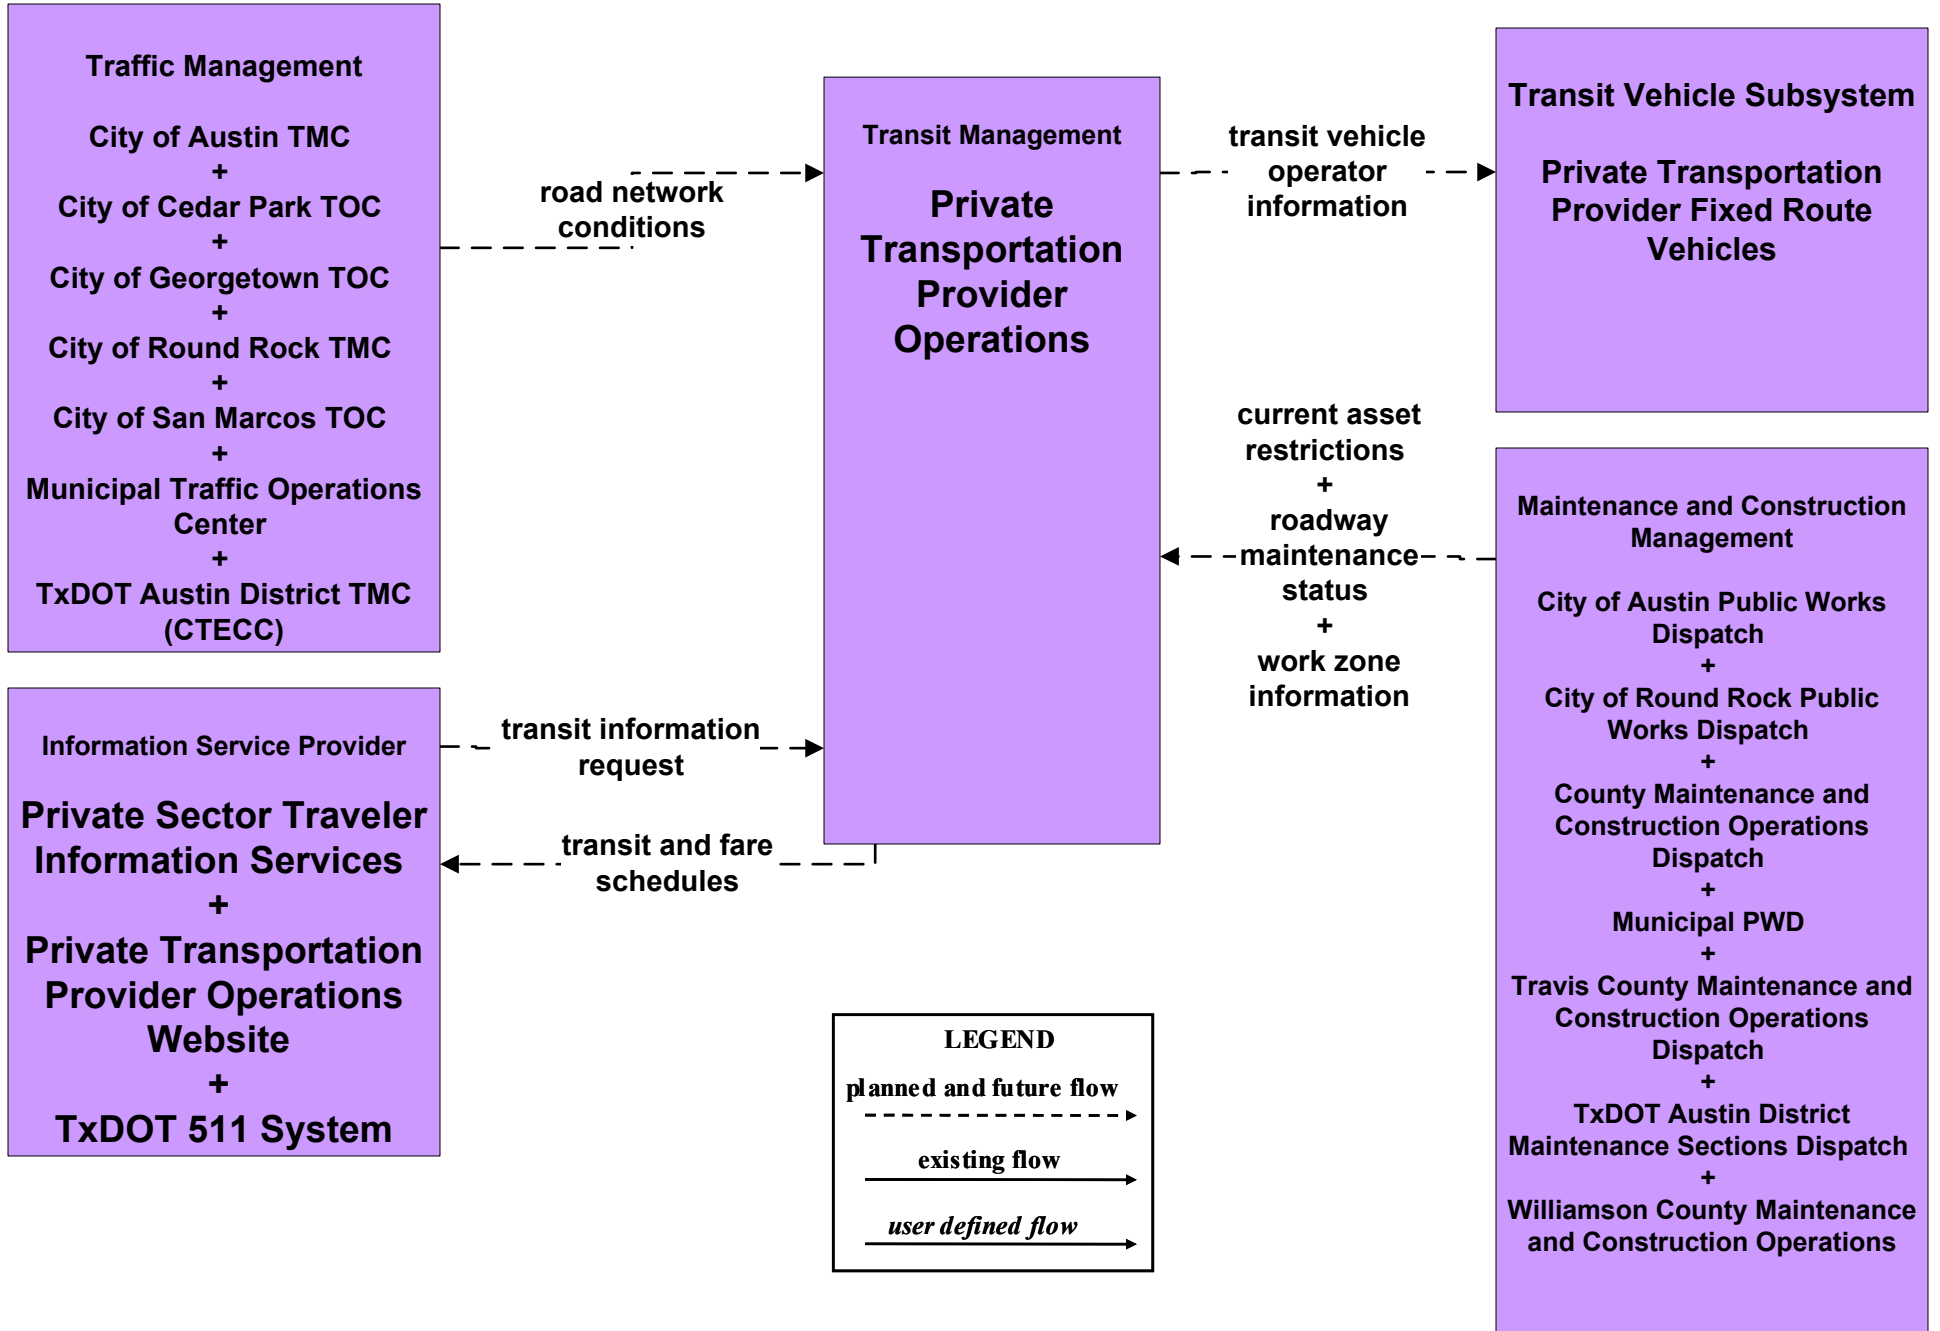 Traffic Management
City of Austin TMC
+
City of Cedar Park TOC
+
City of Georgetown TOC
+
City of Round Rock TMC
+
City of San Marcos TOC
+
Municipal Traffic Operations
Center
+
TxDOT Austin District TMC
(CTECC)
road network
conditions
Transit Management
Private
Transportation
Provider
Operations
transit vehicle
operator
information
Transit Vehicle Subsystem
Private Transportation
Provider Fixed Route
Vehicles
current asset
restrictions
+
roadway
maintenance
status
+
work zone
information
Maintenance and Construction
Management
City of Austin Public Works
Dispatch
+
City of Round Rock Public
Works Dispatch
+
County Maintenance and
Construction Operations
Dispatch
+
Municipal PWD
+
Travis County Maintenance and
Construction Operations
Dispatch
+
TxDOT Austin District
Maintenance Sections Dispatch
+
Williamson County Maintenance
and Construction Operations
Information Service Provider
Private Sector Traveler
Information Services
+
Private Transportation
Provider Operations
Website
+
TxDOT 511 System
transit information
request
transit and fare
schedules
LEGEND
planned and future flow
existing flow
user defined flow